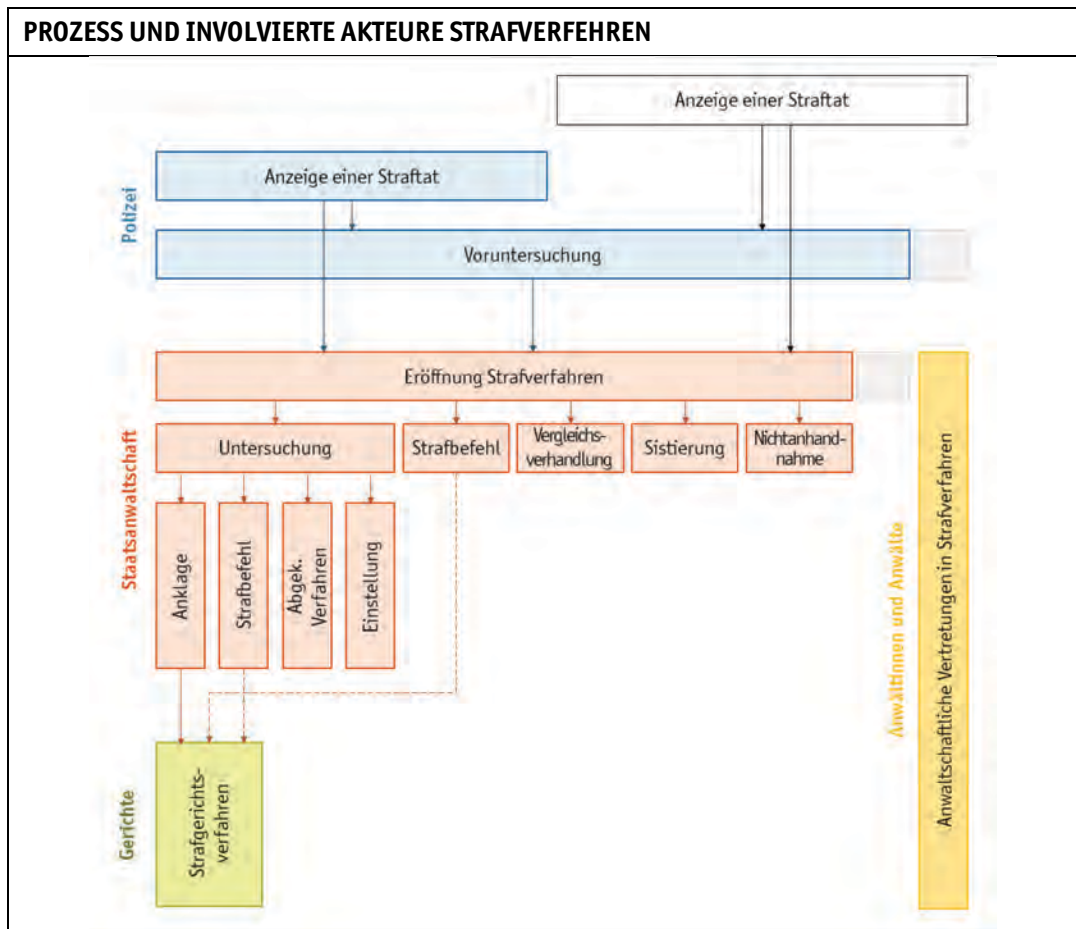 PROZESS UND INVOLVIERTE AKTEURE STRAFVERFEHREN
Anzeige einer Straftat
Anzeige einer Straftat
Polizei
Voruntersuchung
Eröffnung Strafverfahren
Untersuchung
Strafbefehl
Vergleichs-
verhandlung
Sistierung
Nichtanhand-
nahme
Staatsanwaltschaft
Anklage
Strafbefehl
Abgek.
Verfahren
Einstellung
Anwältinnen und Anwälte
Anwaltschaftliche Vertretungen in Strafverfahren
Gerichte
Strafgerichts-
verfahren